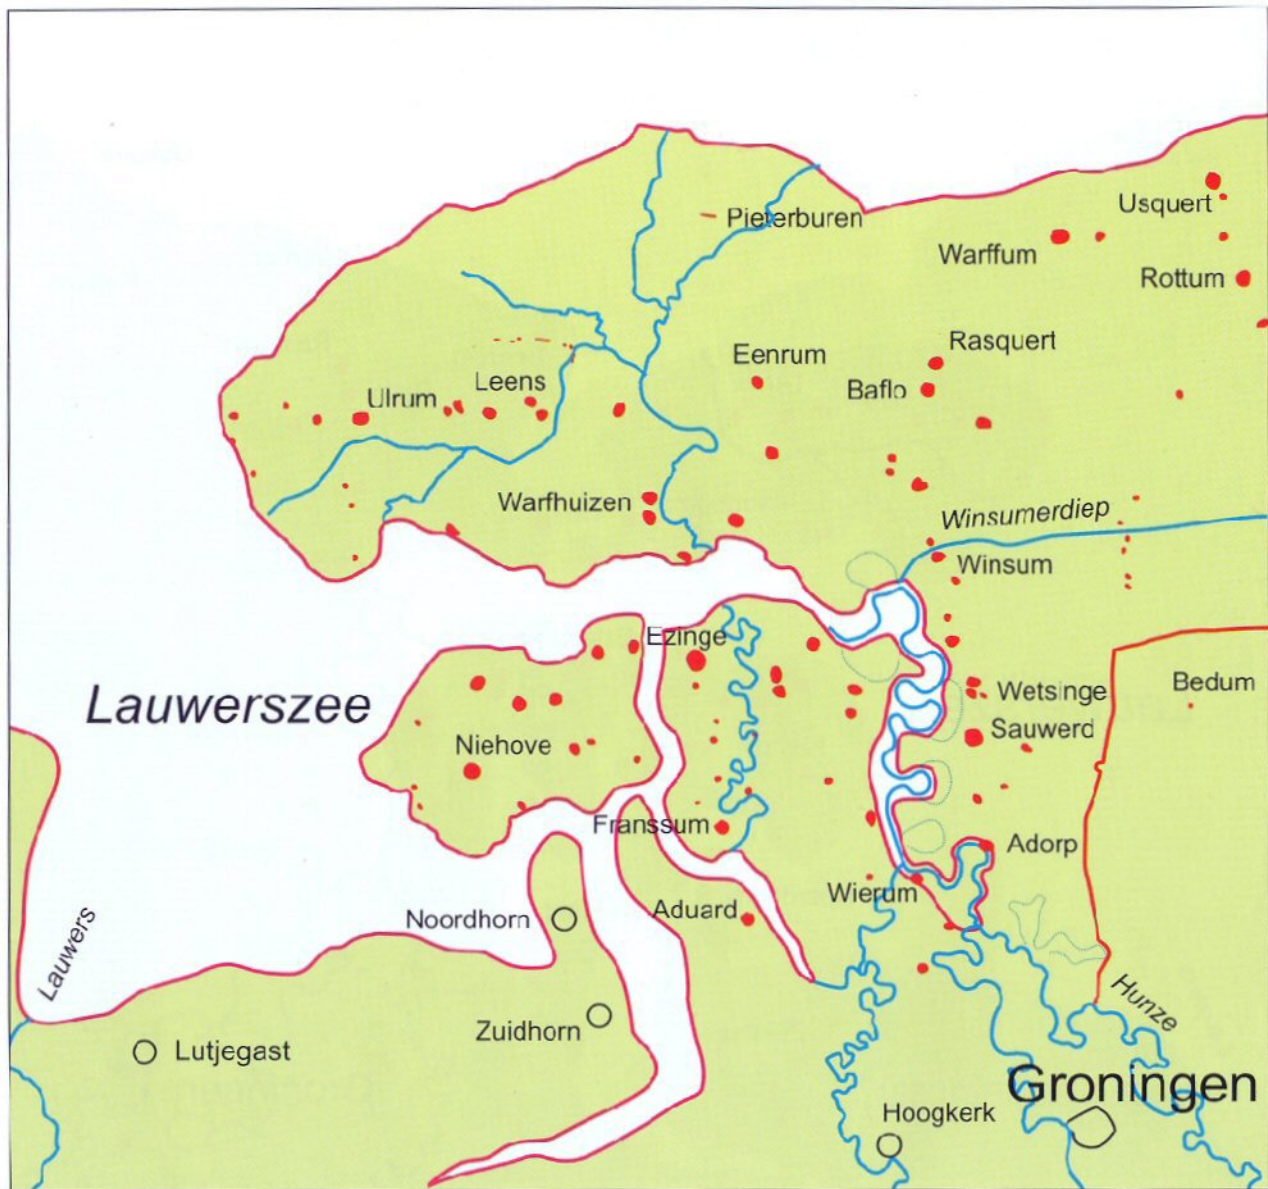 Pieterburen
Usquert
Warffum
Rottum
Rasquert
Eenrum
Baflo
Leens
Ulrum
Warfhuizen
Winsumerdiep
Winsum
Ezinge
Wetsinge
Bedum
Lauwerszee
Sauwerd
Niehove
Franssum
Adorp
Wierum
Aduard
Noordhorn
Lauwers
Hunze
Zuidhorn
Lutjegast
Groningen
Hoogkerk